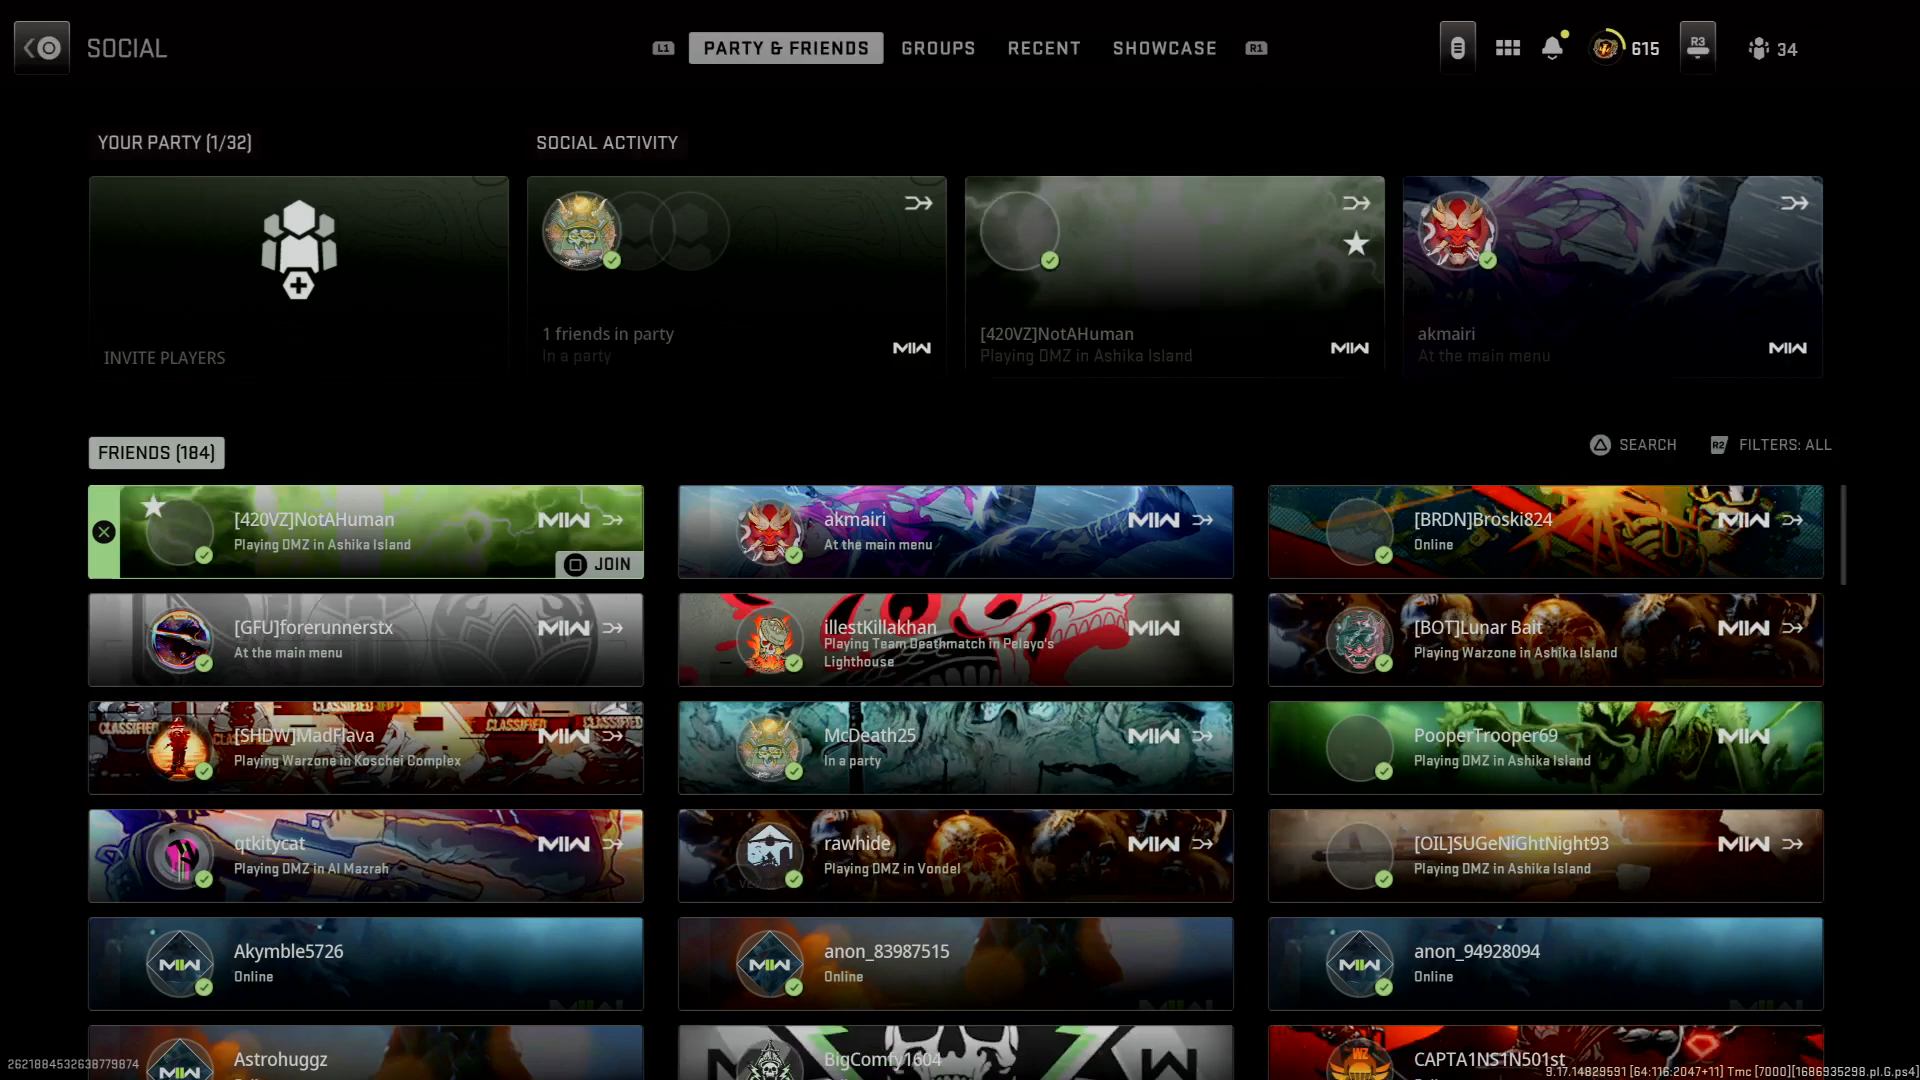 SOCIAL
L1
PARTY & FRIENDS
GROUPS
RECENT
SHOWCASE
R1
615
R3
34
YOUR PARTY (1/32)
SOCIAL ACTIVITY
INVITE PLAYERS
1 friends in party
In a party
MW
[420VZ]NotAHuman
Playing DMZ in Ashika Island
MW
akmairi
At the main menu
MW
FRIENDS (184)
SEARCH
R2
FILTERS: ALL
[420VZ]NotAHuman
Playing DMZ in Ashika Island
MW
JOIN
akmairi
At the main menu
MW
[BRDN]Broski824
Online
MW
[GFU]forerunnerstx
At the main menu
MW
illestKillakhan
Playing Team Deathmatch in Pelayo's
Lighthouse
MW
[BOT]Lunar Bait
Playing Warzone in Ashika Island
MW
CLASSIFIED
CLASSIFIED
CLASSIFIED
CLASSIFIED
[SHDW]MadFlava
Playing Warzone in Koschei Complex
MW
McDeath25
In a party
MW
PooperTrooper69
Playing DMZ in Ashika Island
MW
qtkitycat
Playing DMZ in Al Mazrah
MW
rawhide
Playing DMZ in Vondel
MW
[OIL]SUGeNiGhtNight93
Playing DMZ in Ashika Island
MW
MW
Akymble5726
Online
MW
anon_83987515
Online
MW
anon_94928094
Online
MW
Astrohuggz
BigComfy1604
WZ
CAPTA1NS1N501st
2621884532638779874
9.17.14829591 [64:116:2047+11] Tmc [7000][1686935298.pl.G.ps4]